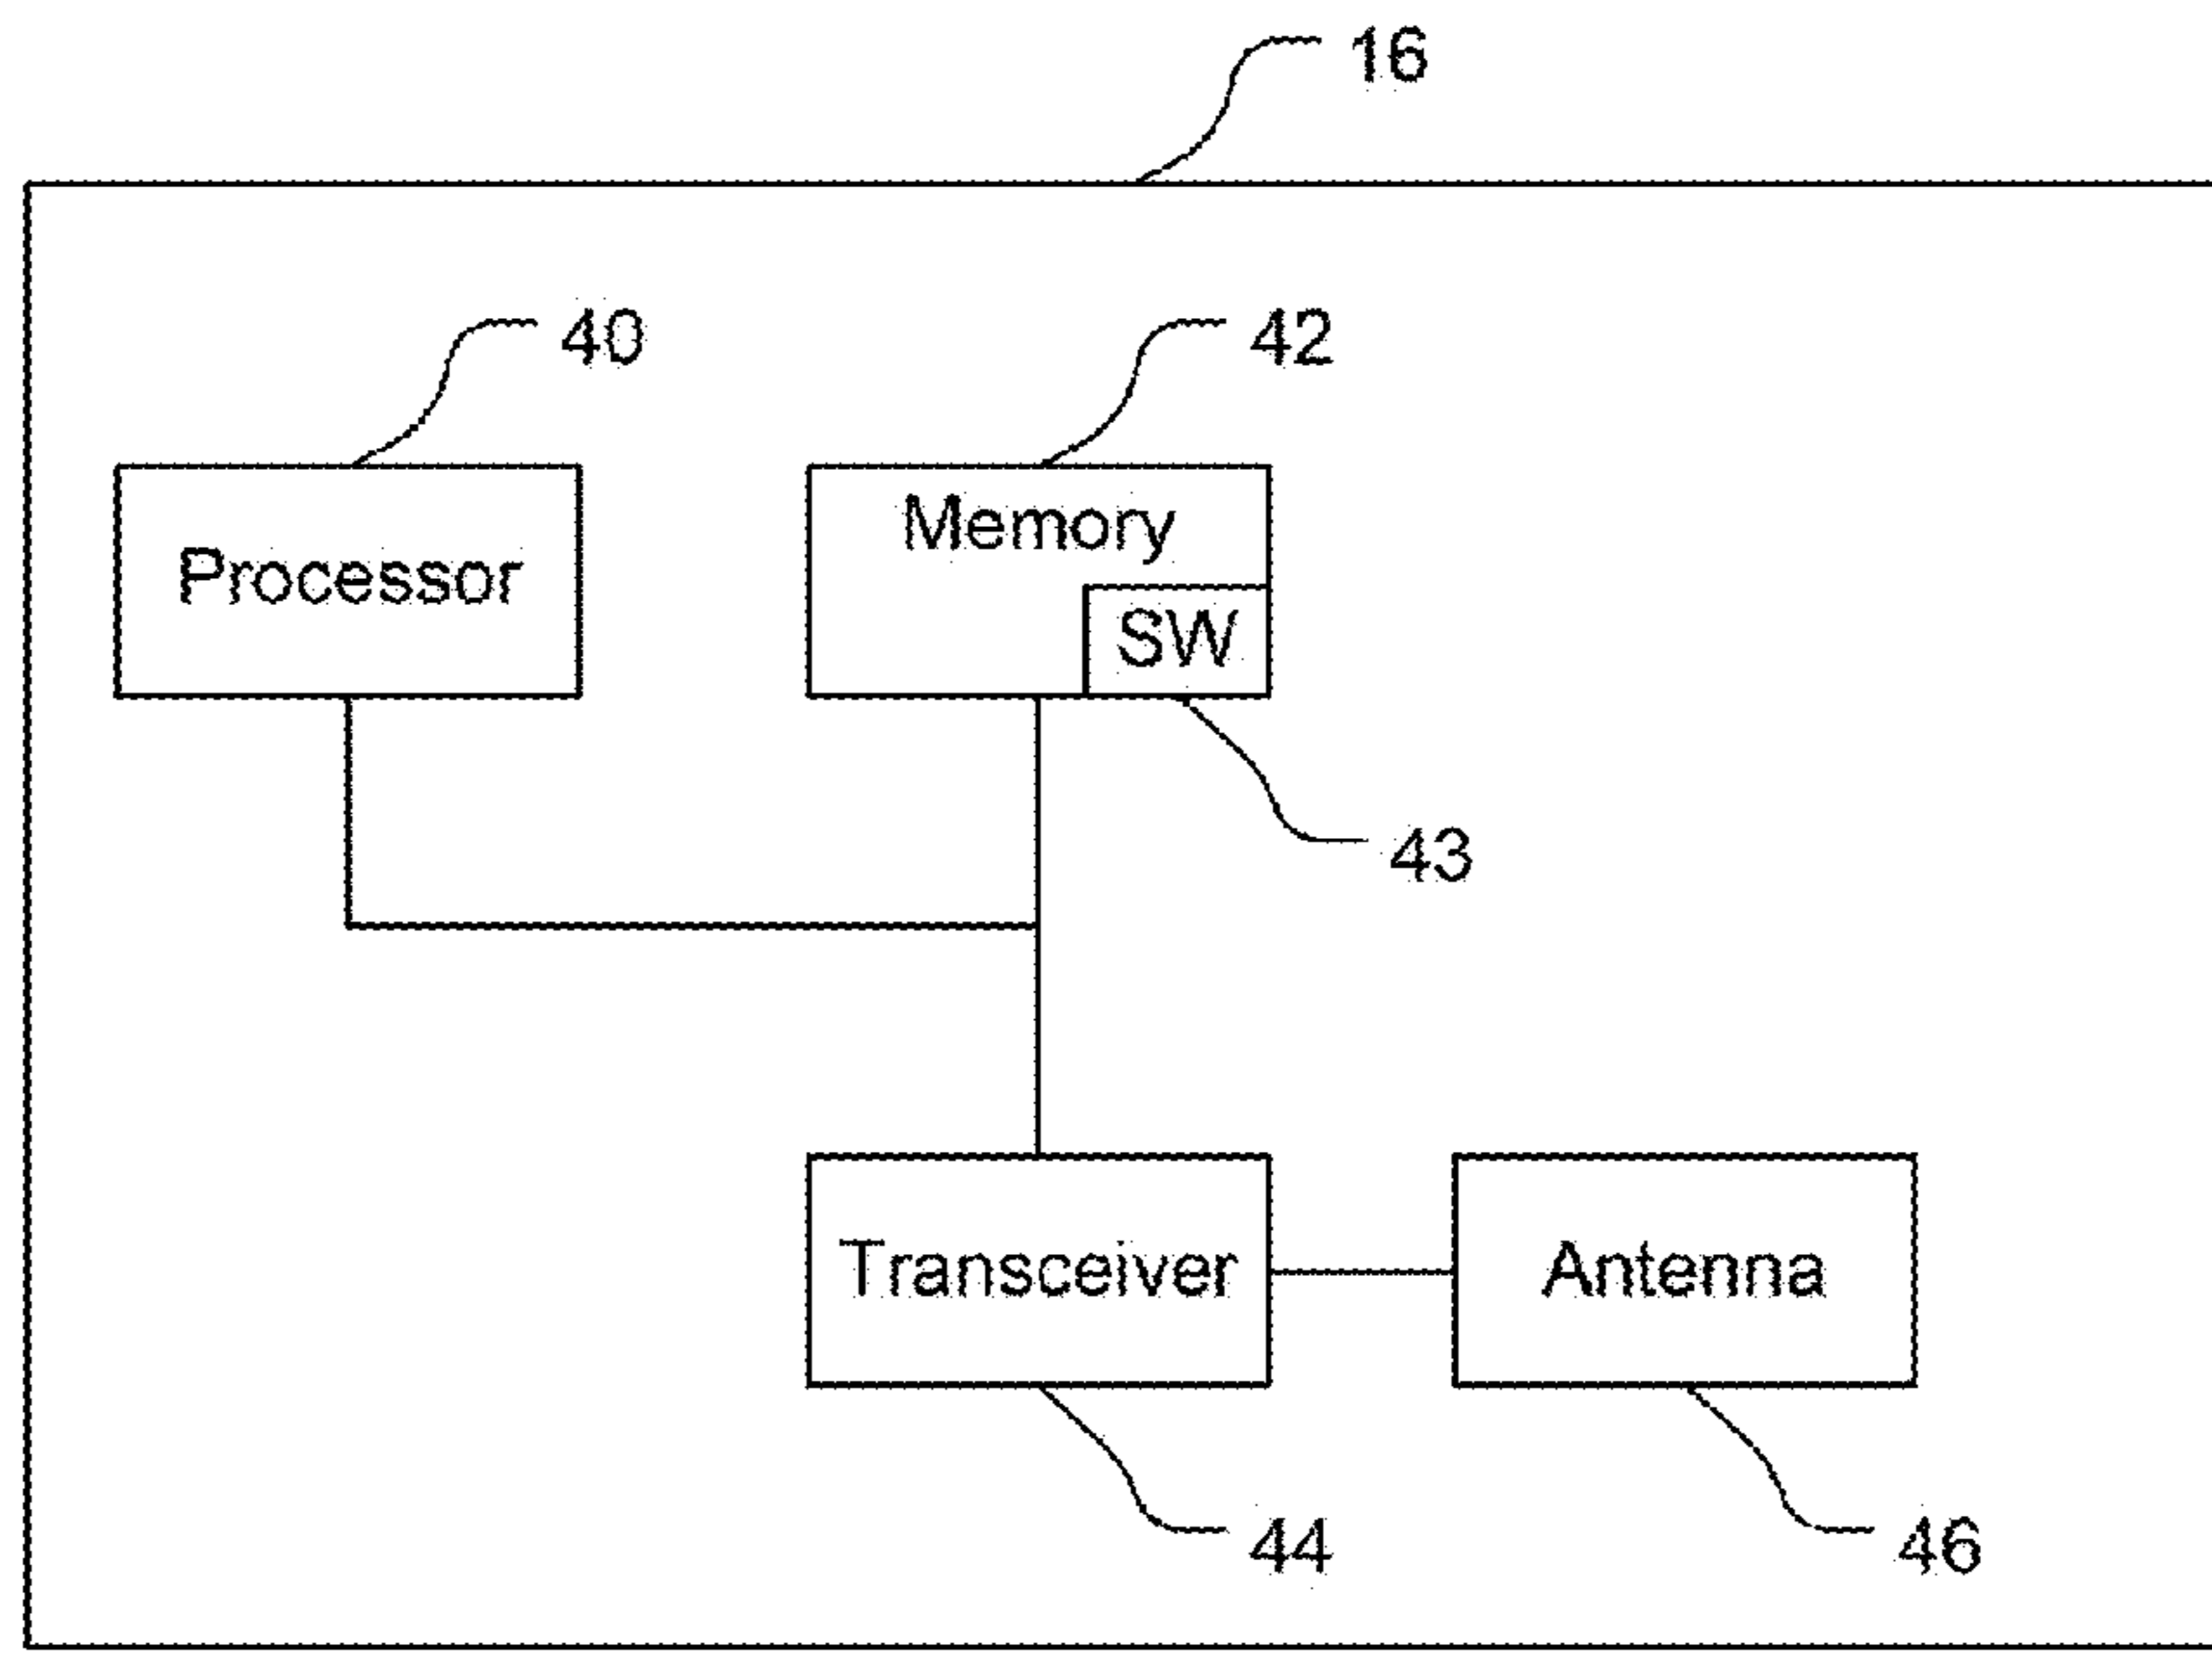 16
40
42
Processor
Memory
SW
43
Transceiver
Antenna
44
46